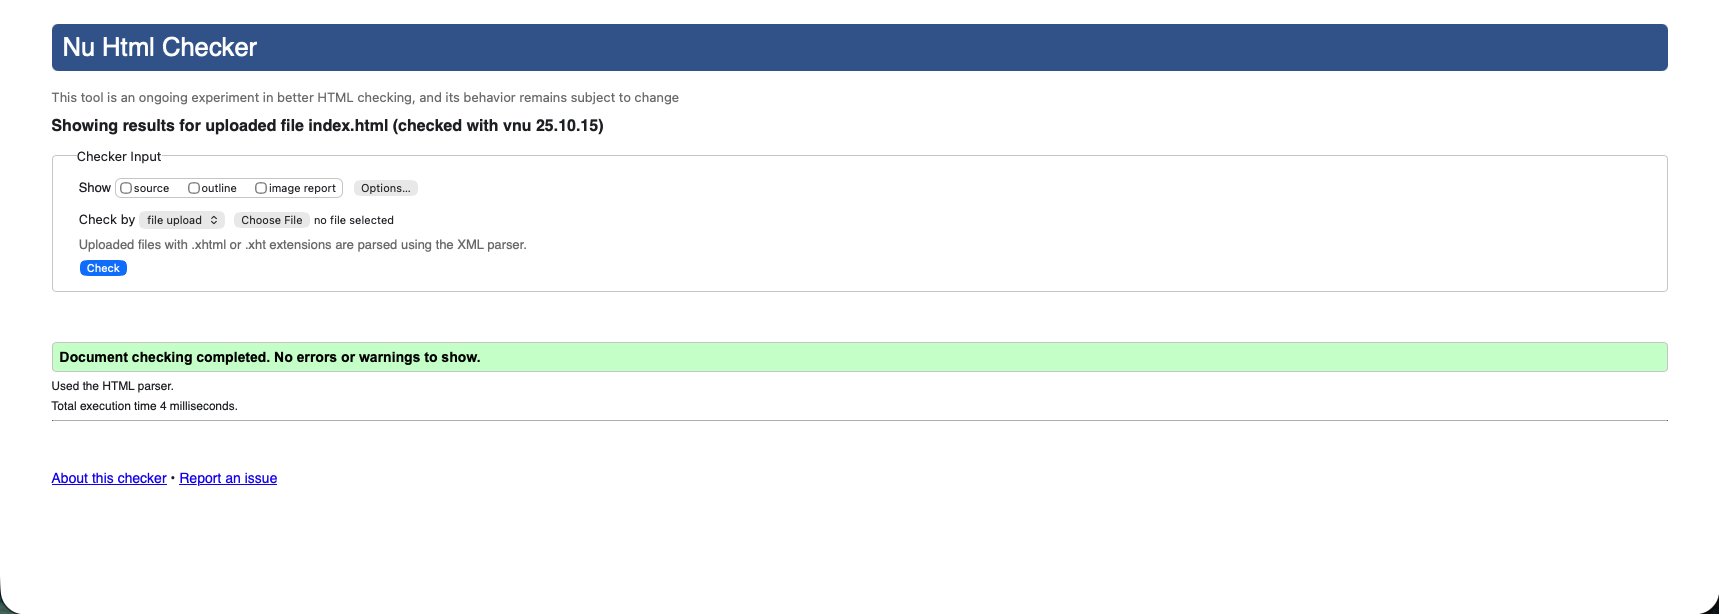 Nu Html Checker
This tool is an ongoing experiment in better HTML checking, and its behavior remains subject to change
Showing results for uploaded file index.html (checked with vnu 25.10.15)
Checker Input
Show source outline image report Options...
Check by file upload Choose File no file selected
Uploaded files with .xhtml or .xht extensions are parsed using the XML parser.
Check
Document checking completed. No errors or warnings to show.
Used the HTML parser.
Total execution time 4 milliseconds.
About this checker • Report an issue